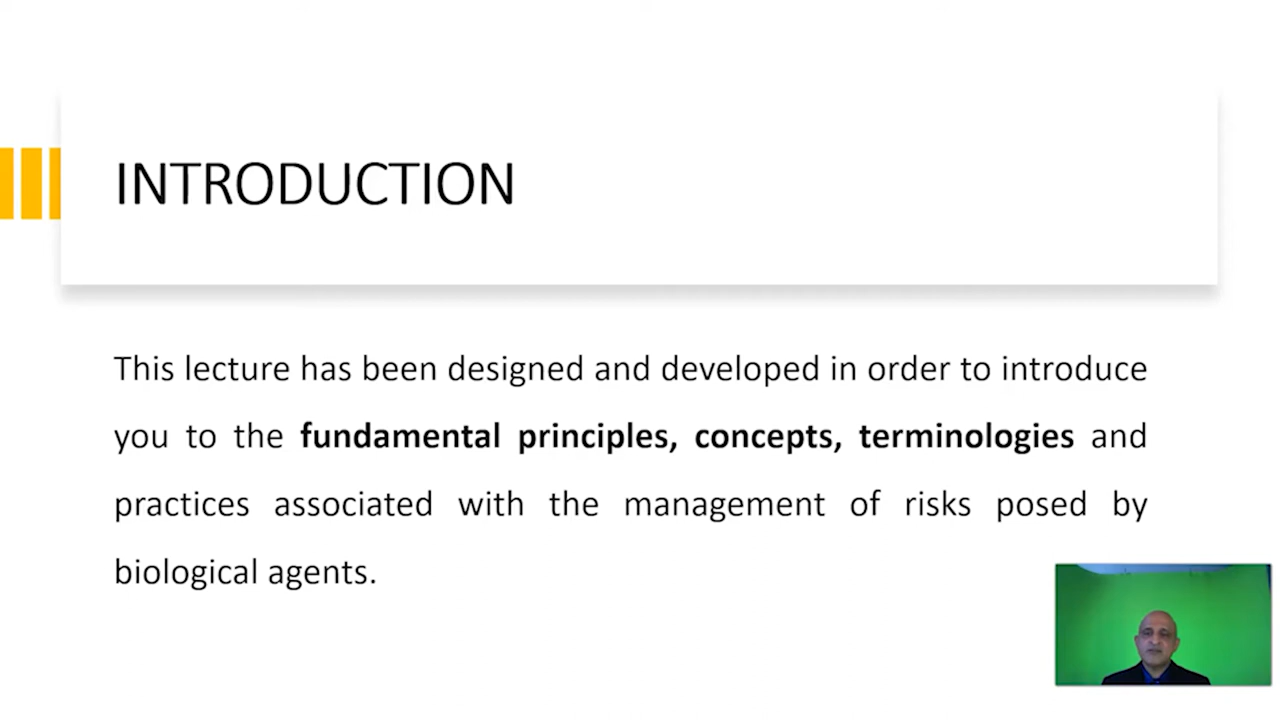 INTRODUCTION
This lecture has been designed and developed in order to introduce
you to the fundamental principles, concepts, terminologies and
practices associated with the management of risks posed by
biological agents.